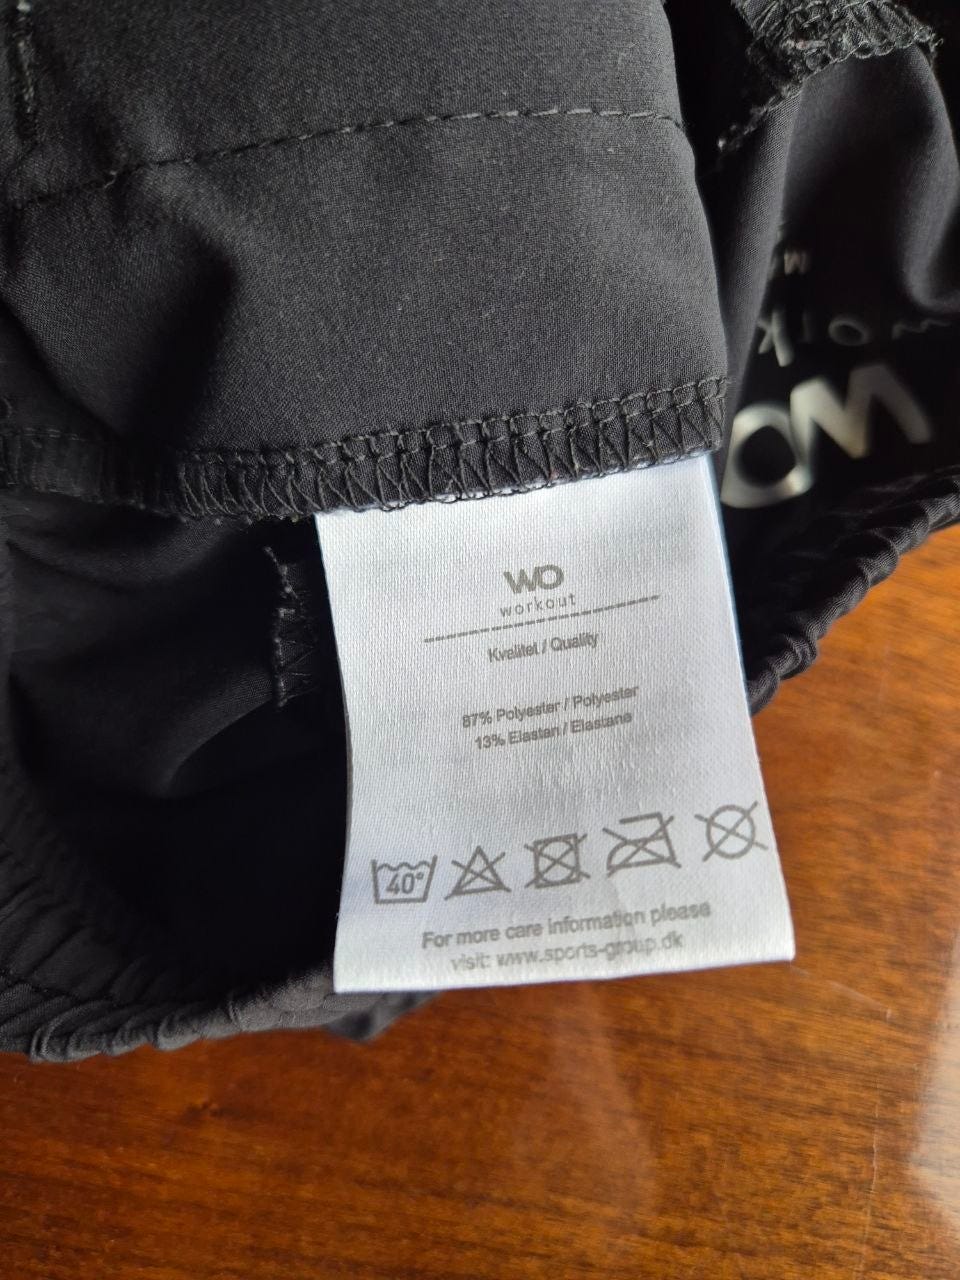 WO
workout
Kvalitet / Quality
87% Polyester / Polyester
13% Elastan / Elastane
40°
For more care information please
visit: www.sports-group.dk
WO